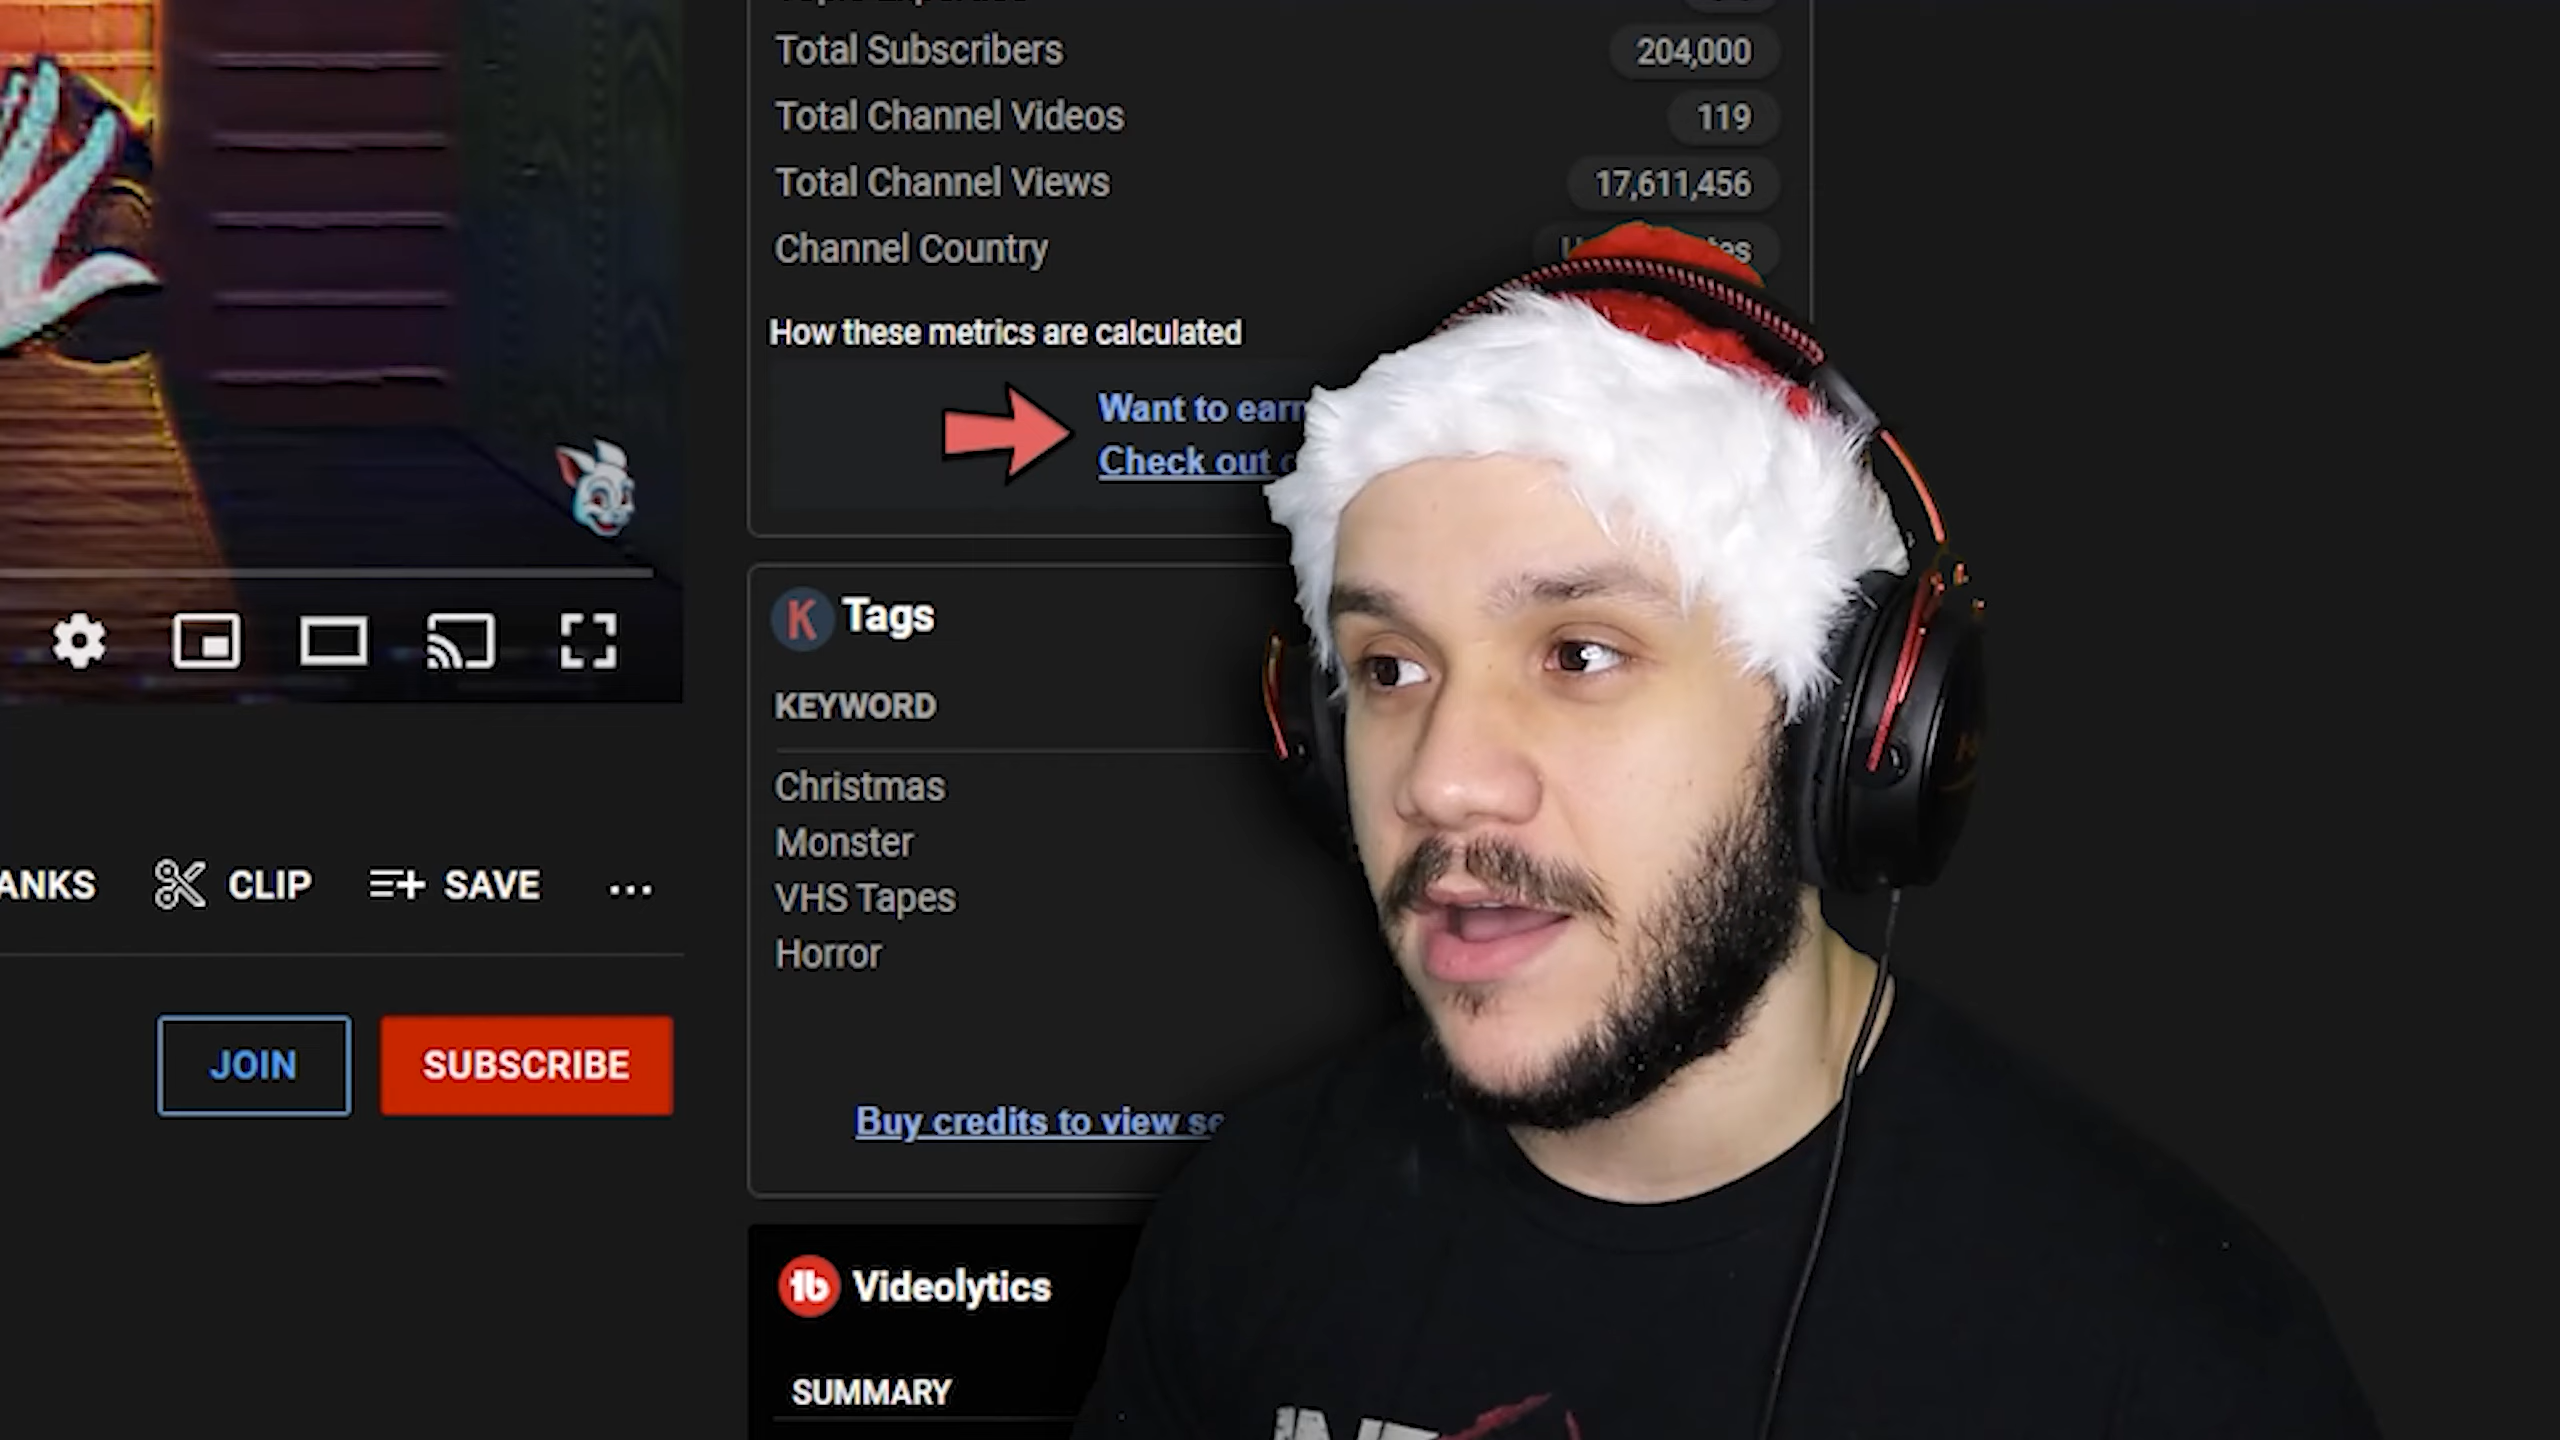 Total Subscribers 204,000
Total Channel Videos 119
Total Channel Views 17,611,456
Channel Country
How these metrics are calculated
Want to earn
Check out
K Tags
KEYWORD
Christmas
Monster
VHS Tapes
Horror
Buy credits to view
ANKS CLIP SAVE ...
JOIN SUBSCRIBE
tb Videolytics
SUMMARY